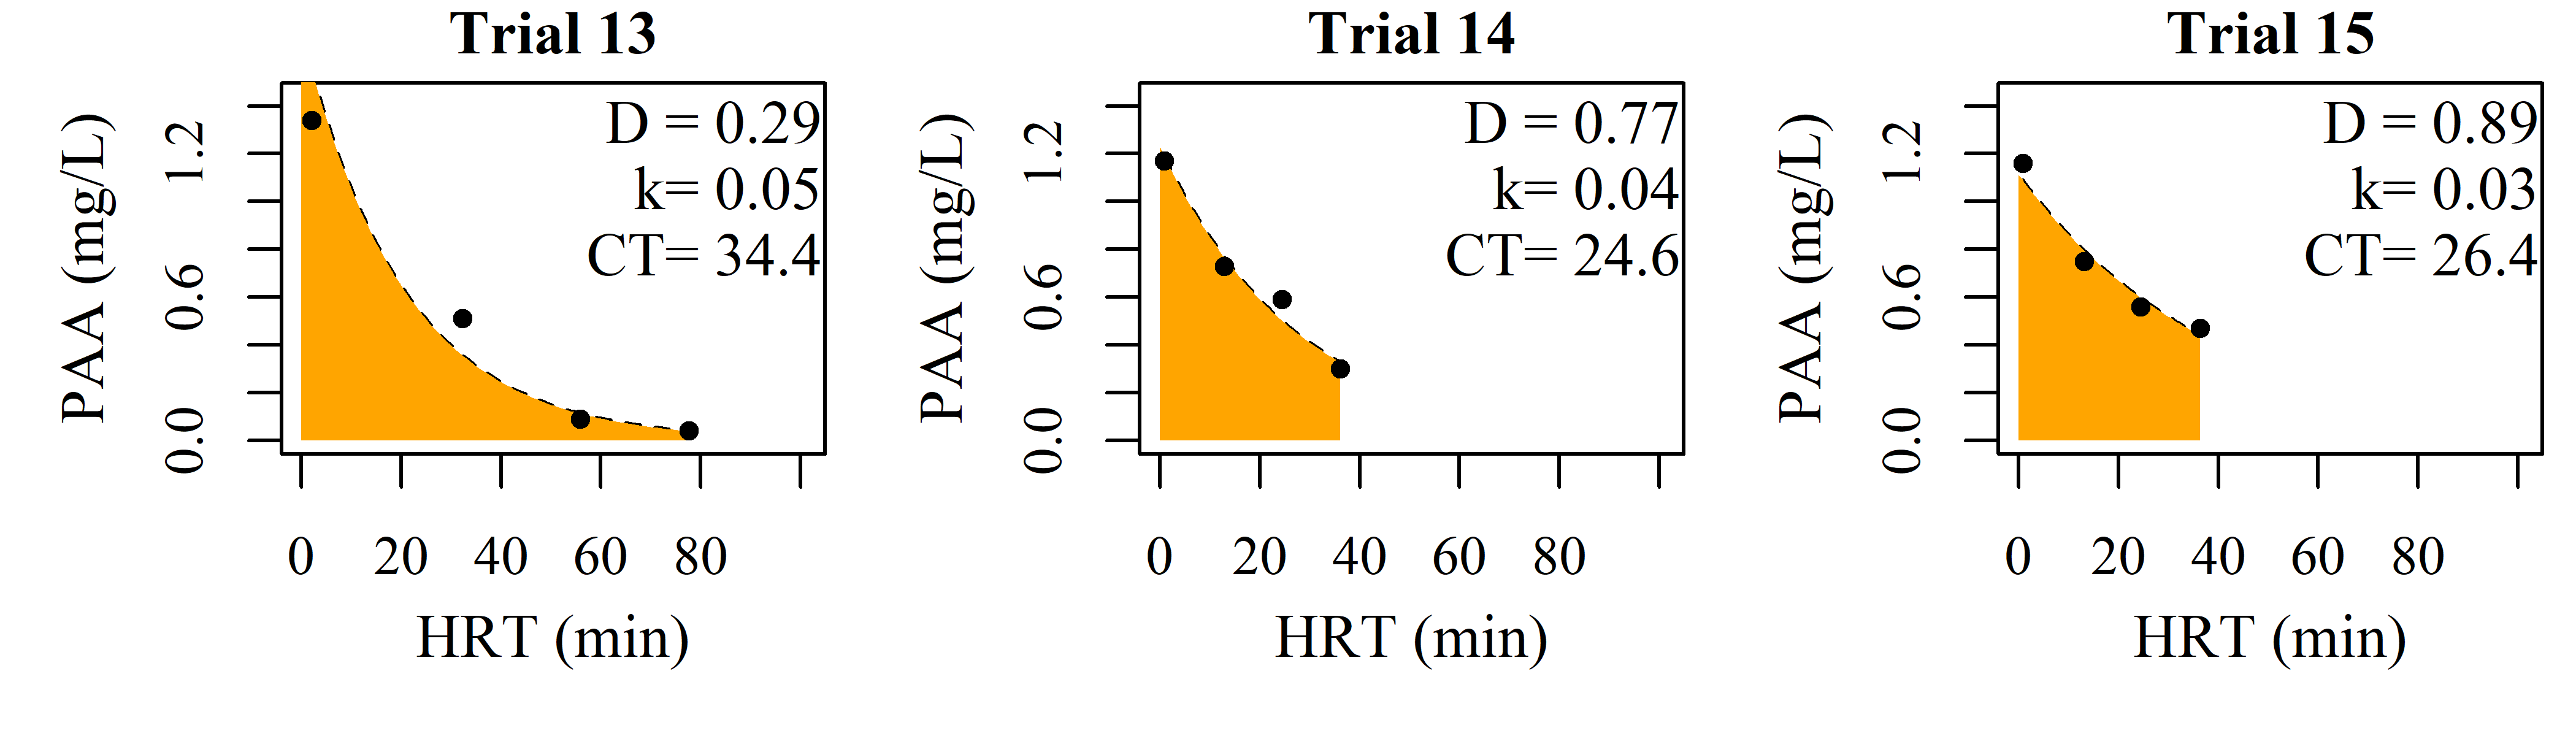 Trial 13
D = 0.29
k= 0.05
CT= 34.4
PAA (mg/L)
0.0 0.6 1.2
0 20 40 60 80
HRT (min)
Trial 14
D = 0.77
k= 0.04
CT= 24.6
PAA (mg/L)
0.0 0.6 1.2
0 20 40 60 80
HRT (min)
Trial 15
D = 0.89
k= 0.03
CT= 26.4
PAA (mg/L)
0.0 0.6 1.2
0 20 40 60 80
HRT (min)